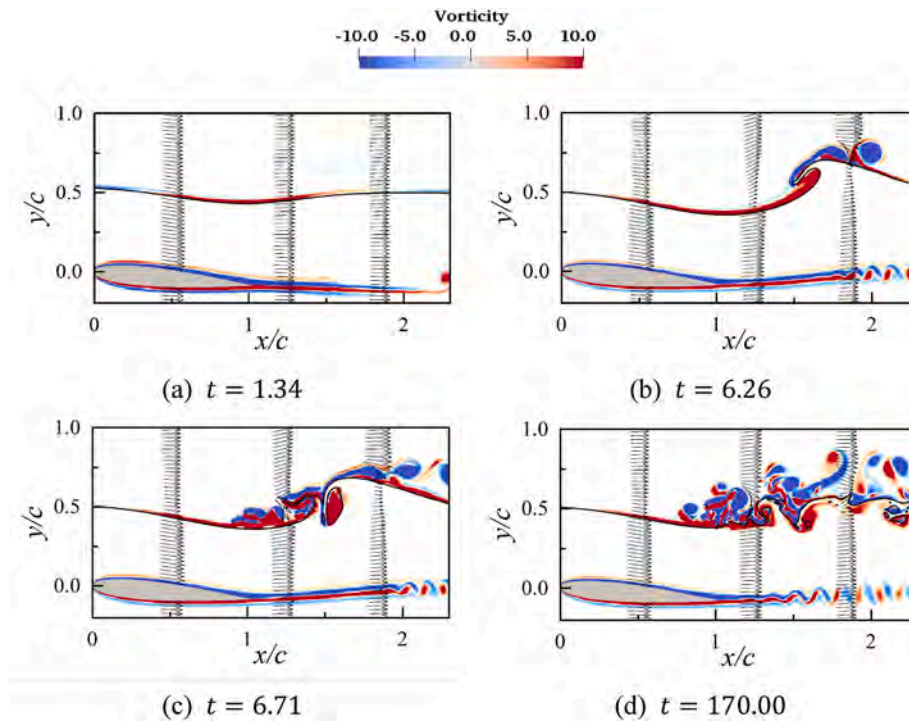 Vorticity
-10.0 -5.0 0.0 5.0 10.0
1.0
0.5
0.0
y/c
0 1 2
x/c
(a) t = 1.34
1.0
0.5
0.0
y/c
0 1 2
x/c
(b) t = 6.26
1.0
0.5
0.0
y/c
0 1 2
x/c
(c) t = 6.71
1.0
0.5
0.0
y/c
0 1 2
x/c
(d) t = 170.00